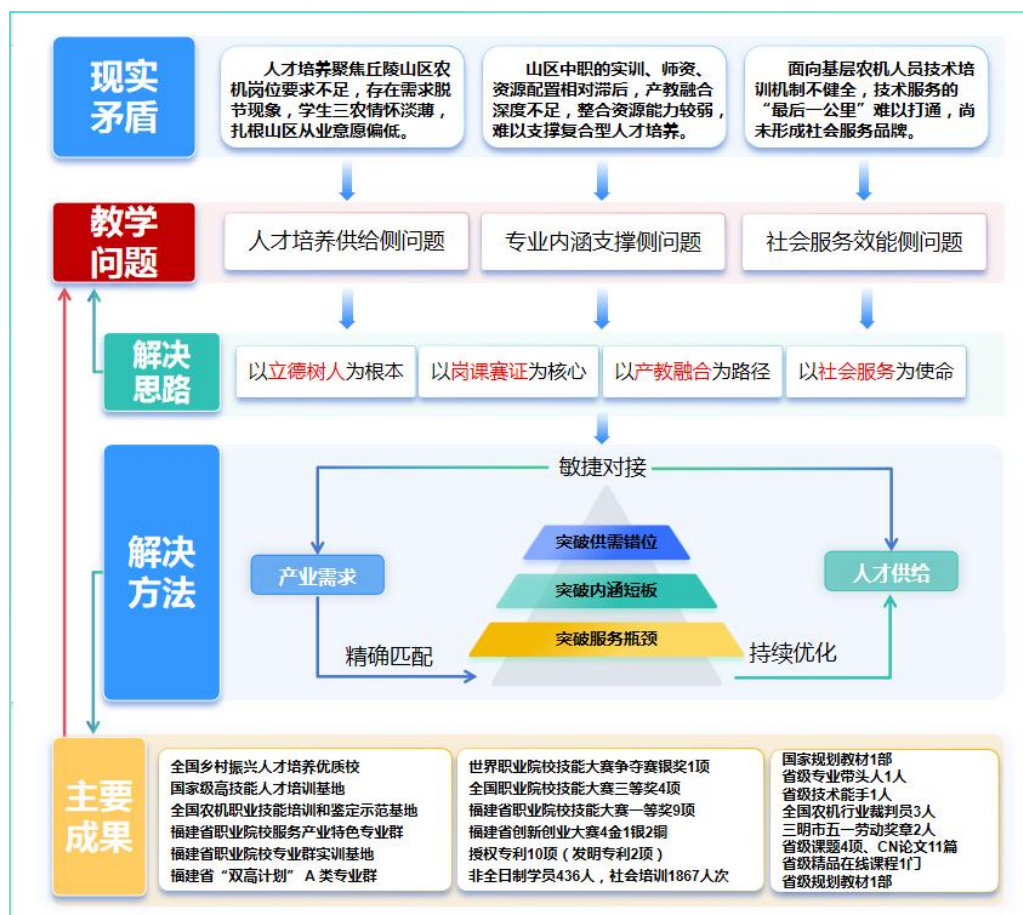 现实
矛盾
人才培养聚焦丘陵山区农
机岗位要求不足，存在需求脱
节现象，学生三农情怀淡薄，
扎根山区从业意愿偏低。
山区中职的实训、师资、
资源配置相对滞后，产教融合
深度不足，整合资源能力较弱，
难以支撑复合型人才培养。
面向基层农机人员技术培
训机制不健全，技术服务的
“最后一公里”难以打通，尚
未形成社会服务品牌。
教学
问题
人才培养供给侧问题
专业内涵支撑侧问题
社会服务效能侧问题
解决
思路
以立德树人为根本
以岗课赛证为核心
以产教融合为路径
以社会服务为使命
解决
方法
敏捷对接
产业需求
突破供需错位
突破内涵短板
突破服务瓶颈
人才供给
精确匹配
持续优化
主要
成果
全国乡村振兴人才培养优质校
国家级高技能人才培训基地
全国农机职业技能培训和鉴定示范基地
福建省职业院校服务产业特色专业群
福建省职业院校专业群实训基地
福建省“双高计划” A 类专业群
世界职业院校技能大赛争夺赛银奖1项
全国职业院校技能大赛三等奖4项
福建省职业院校技能大赛一等奖9项
福建省创新创业大赛4金1银2铜
授权专利10项（发明专利2项）
非全日制学员436人，社会培训1867人次
国家规划教材1部
省级专业带头人1人
省级技术能手1人
全国农机行业裁判员3人
三明市五一劳动奖章2人
省级课题4项、CN论文11篇
省级精品在线课程1门
省级规划教材1部